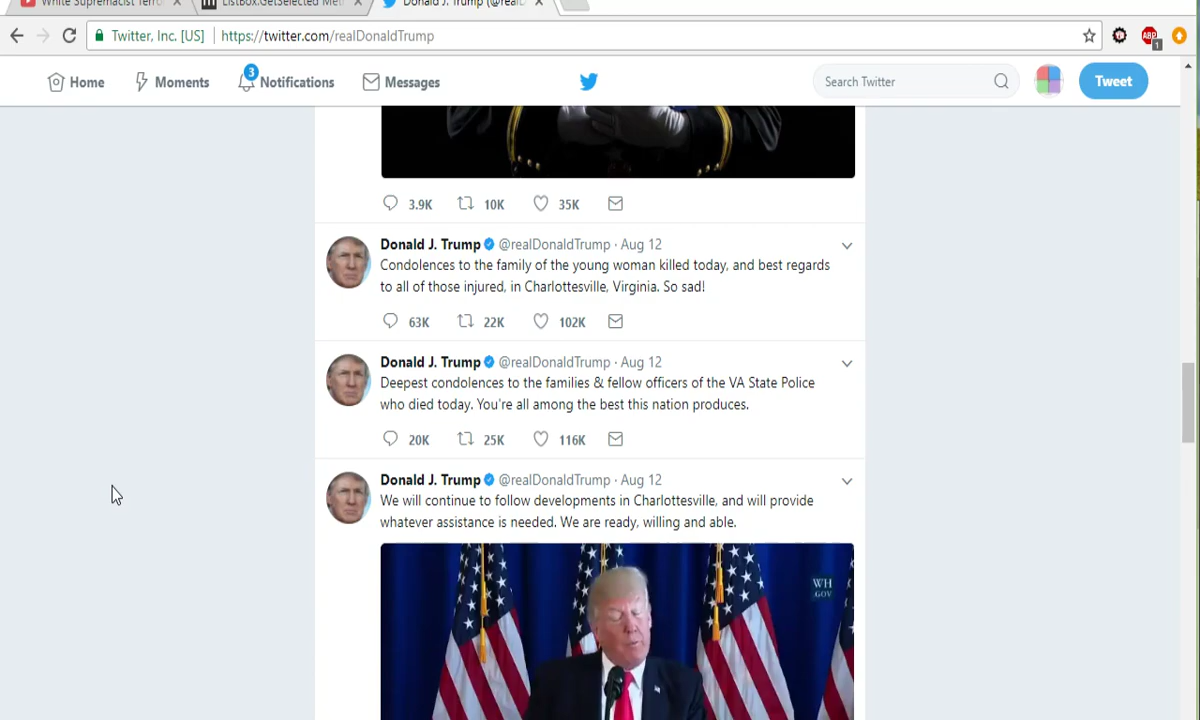 White Supremacist Terro
ListBox.GetSelected Met
Donald J. Trump (@real
Twitter, Inc. [US] https://twitter.com/realDonaldTrump
ABP
1
Home
Moments
3
Notifications
Messages
Search Twitter
Tweet
3.9K 10K 35K
Donald J. Trump @realDonaldTrump · Aug 12
Condolences to the family of the young woman killed today, and best regards
to all of those injured, in Charlottesville, Virginia. So sad!
63K 22K 102K
Donald J. Trump @realDonaldTrump · Aug 12
Deepest condolences to the families & fellow officers of the VA State Police
who died today. You're all among the best this nation produces.
20K 25K 116K
Donald J. Trump @realDonaldTrump · Aug 12
We will continue to follow developments in Charlottesville, and will provide
whatever assistance is needed. We are ready, willing and able.
WH
.GOV